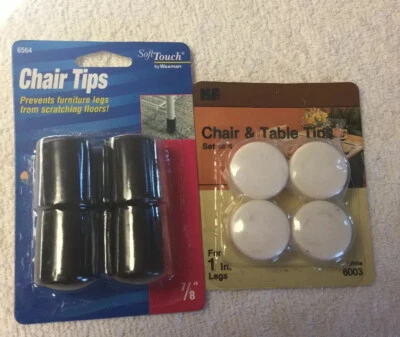 6564
SoftTouch®
by Waxman
Chair Tips
Prevents furniture legs
from scratching floors!
7/8"
Chair & Table Tips
For
1 In.
Legs
White
6003